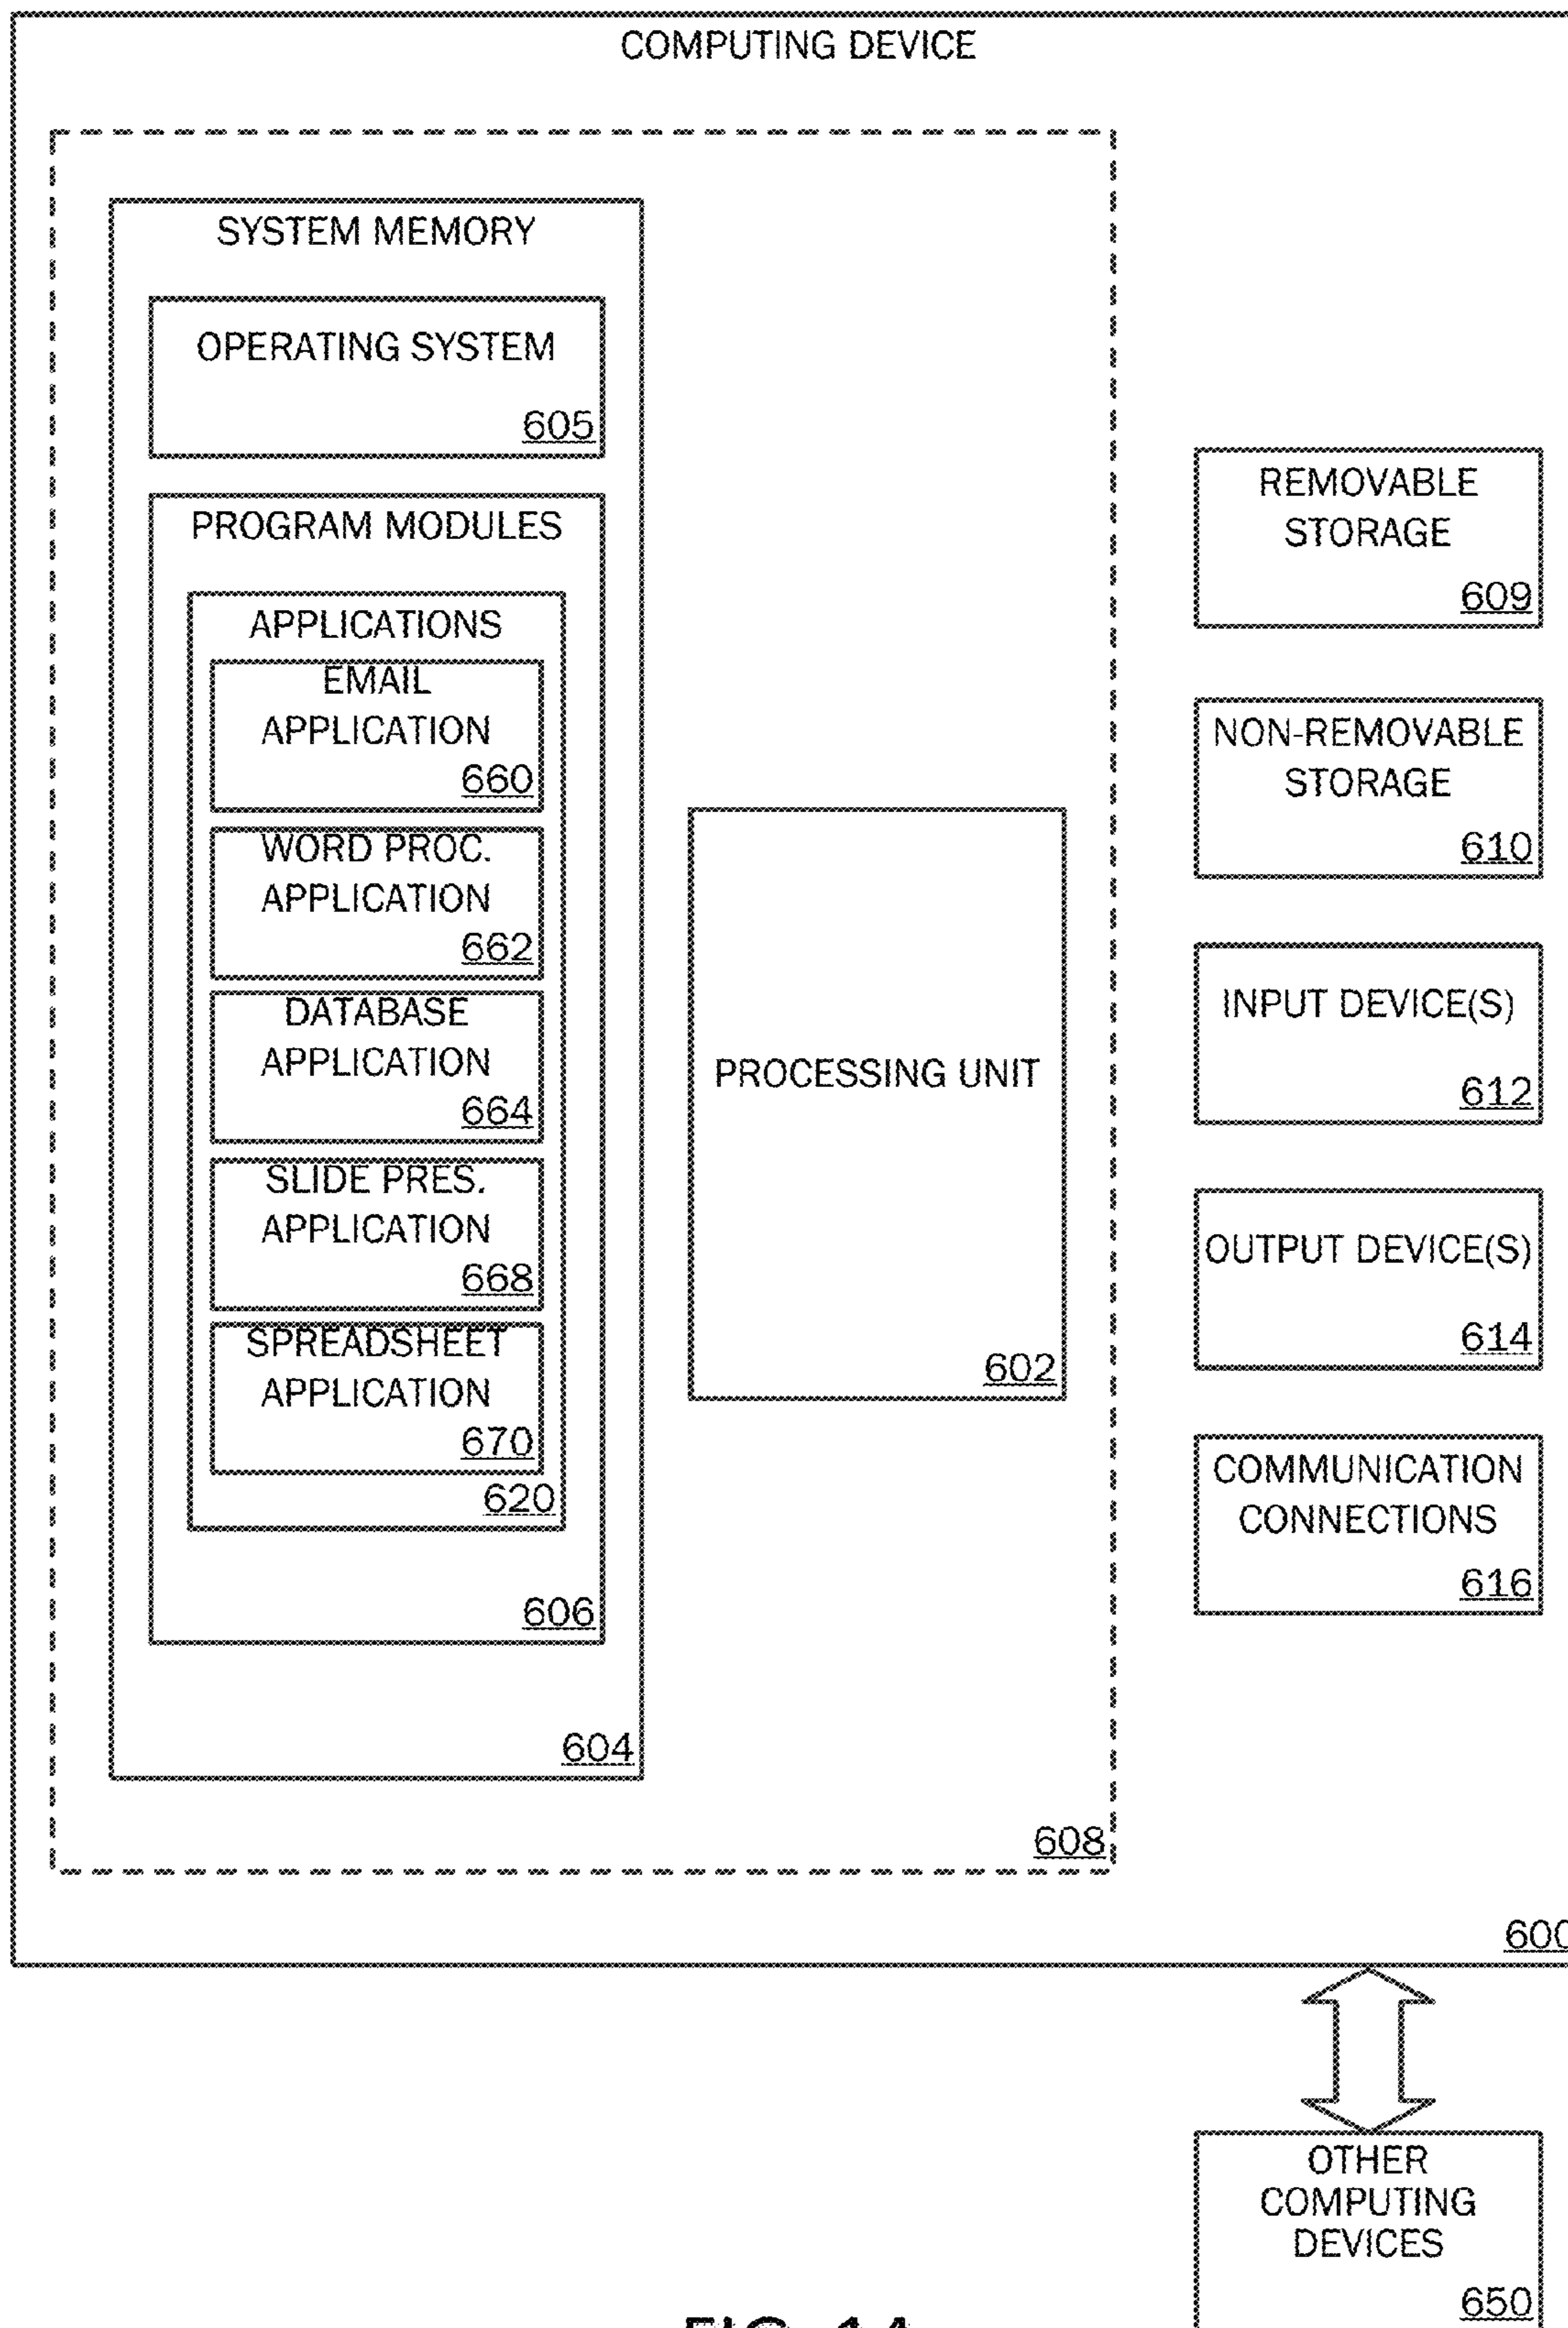 COMPUTING DEVICE
SYSTEM MEMORY
OPERATING SYSTEM
605
PROGRAM MODULES
APPLICATIONS
EMAIL
APPLICATION
660
WORD PROC.
APPLICATION
662
DATABASE
APPLICATION
664
SLIDE PRES.
APPLICATION
668
SPREADSHEET
APPLICATION
670
620
606
604
PROCESSING UNIT
602
608
REMOVABLE
STORAGE
609
NON-REMOVABLE
STORAGE
610
INPUT DEVICE(S)
612
OUTPUT DEVICE(S)
614
COMMUNICATION
CONNECTIONS
616
600
OTHER
COMPUTING
DEVICES
650